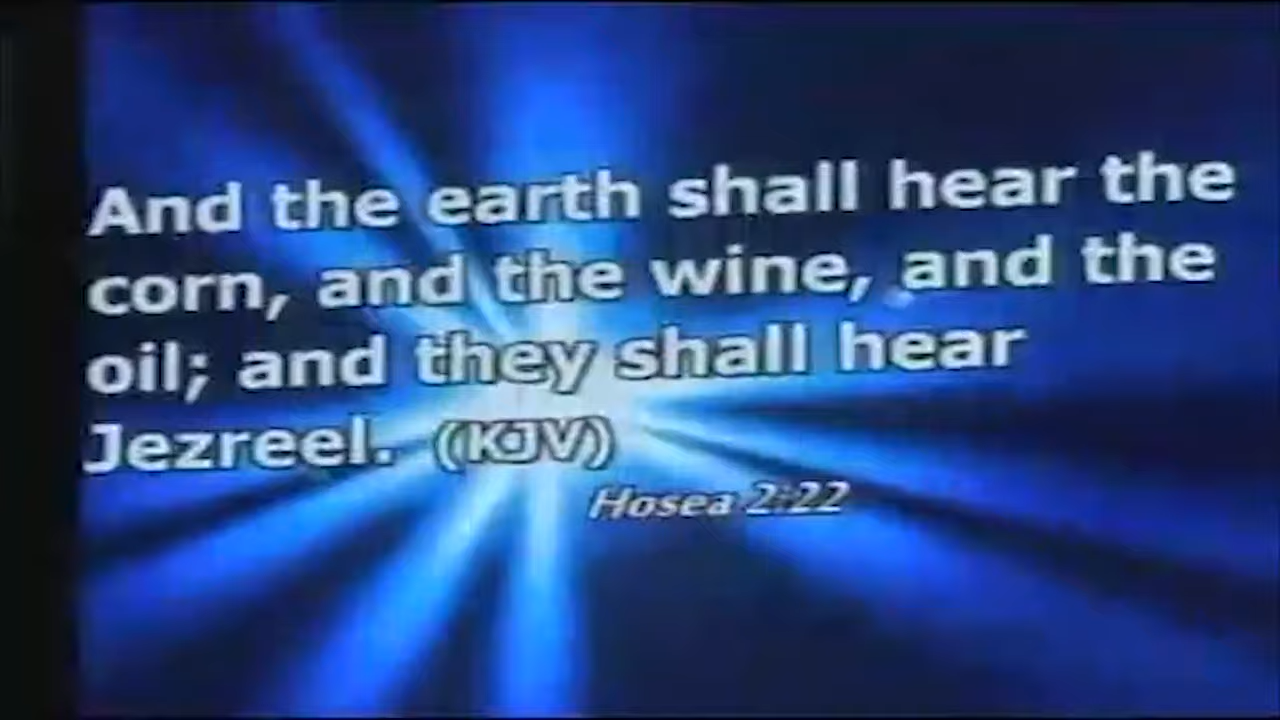 And the earth shall hear the
corn, and the wine, and the
oil; and they shall hear
Jezreel. (KJV)
Hosea 2:22